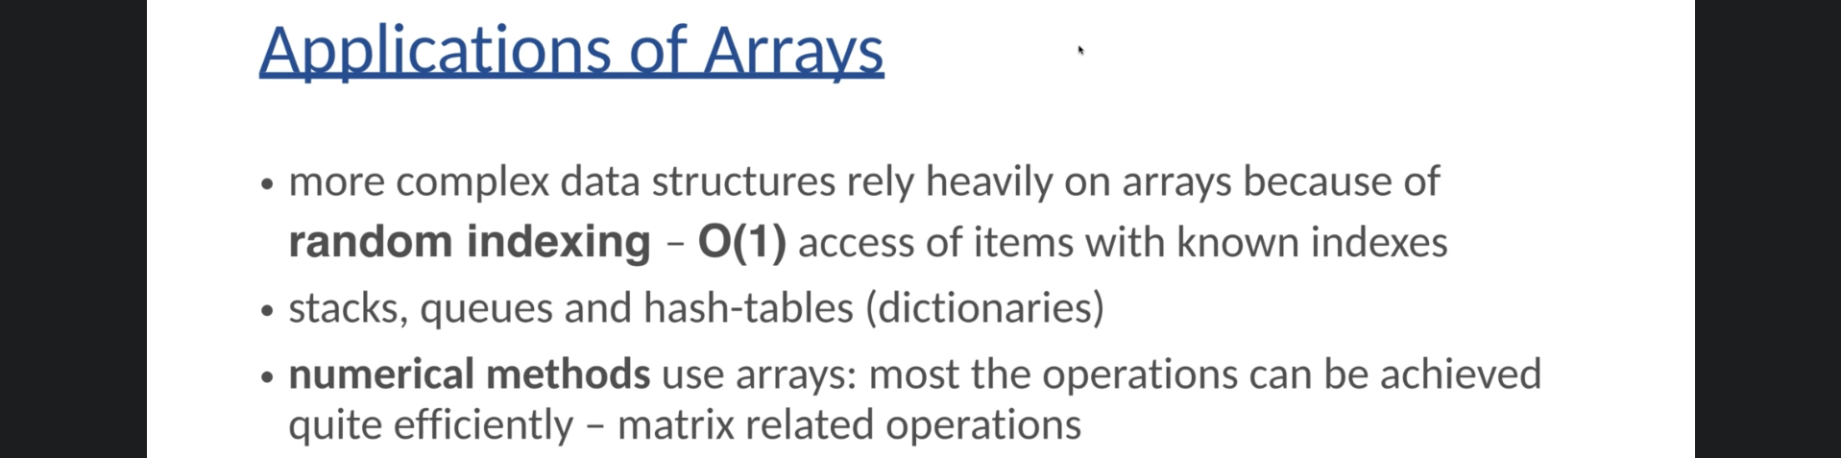 Applications of Arrays
• more complex data structures rely heavily on arrays because of
random indexing – O(1) access of items with known indexes
• stacks, queues and hash-tables (dictionaries)
• numerical methods use arrays: most the operations can be achieved
quite efficiently – matrix related operations